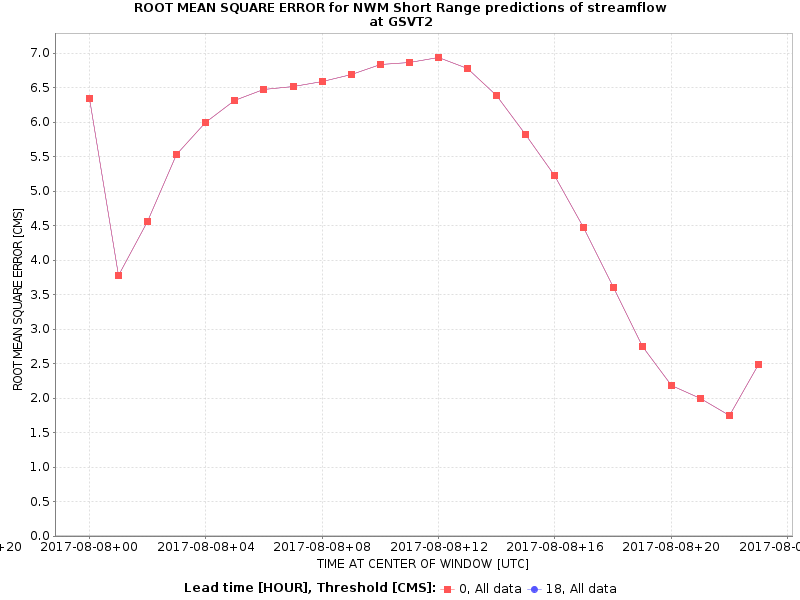 ROOT MEAN SQUARE ERROR for NWM Short Range predictions of streamflow
at GSVT2
ROOT MEAN SQUARE ERROR [CMS]
7.0
6.5
6.0
5.5
5.0
4.5
4.0
3.5
3.0
2.5
2.0
1.5
1.0
0.5
0.0
+20 2017-08-08+00 2017-08-08+04 2017-08-08+08 2017-08-08+12 2017-08-08+16 2017-08-08+20 2017-08-0
TIME AT CENTER OF WINDOW [UTC]
Lead time [HOUR], Threshold [CMS]: 0, All data 18, All data